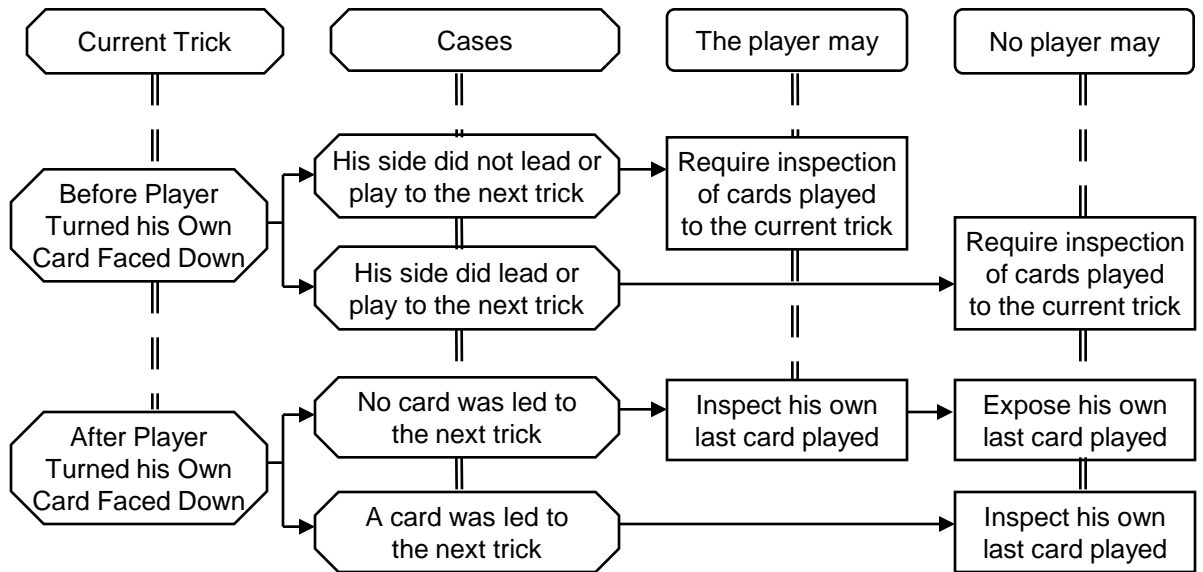 Current Trick
Cases
The player may
No player may
Before Player
Turned his Own
Card Faced Down
His side did not lead or
play to the next trick
Require inspection
of cards played
to the current trick
His side did lead or
play to the next trick
Require inspection
of cards played
to the current trick
After Player
Turned his Own
Card Faced Down
No card was led to
the next trick
Inspect his own
last card played
Expose his own
last card played
A card was led to
the next trick
Inspect his own
last card played